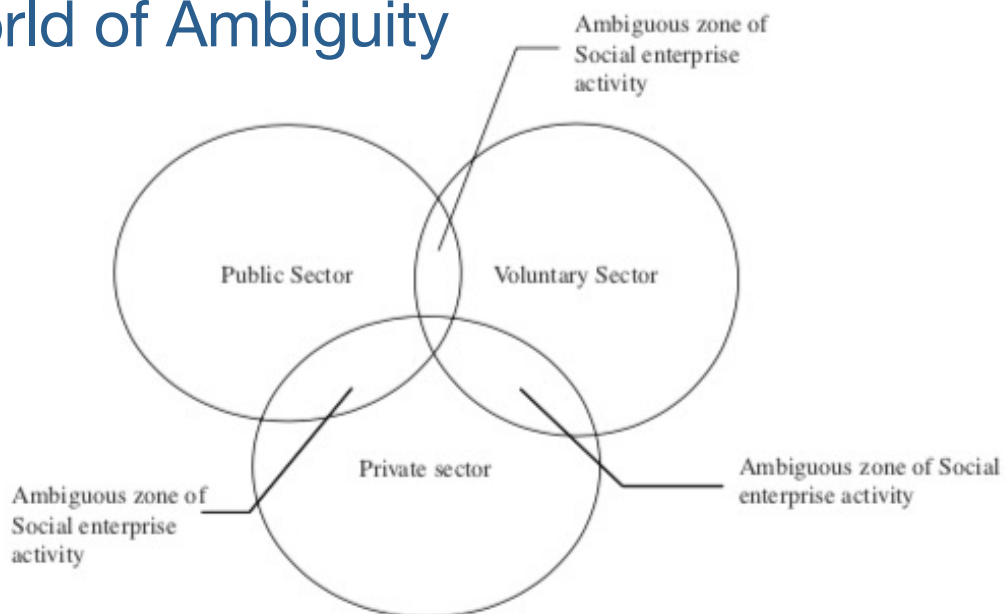 orld of Ambiguity
Ambiguous zone of
Social enterprise
activity
Public Sector
Voluntary Sector
Private sector
Ambiguous zone of
Social enterprise
activity
Ambiguous zone of Social
enterprise activity